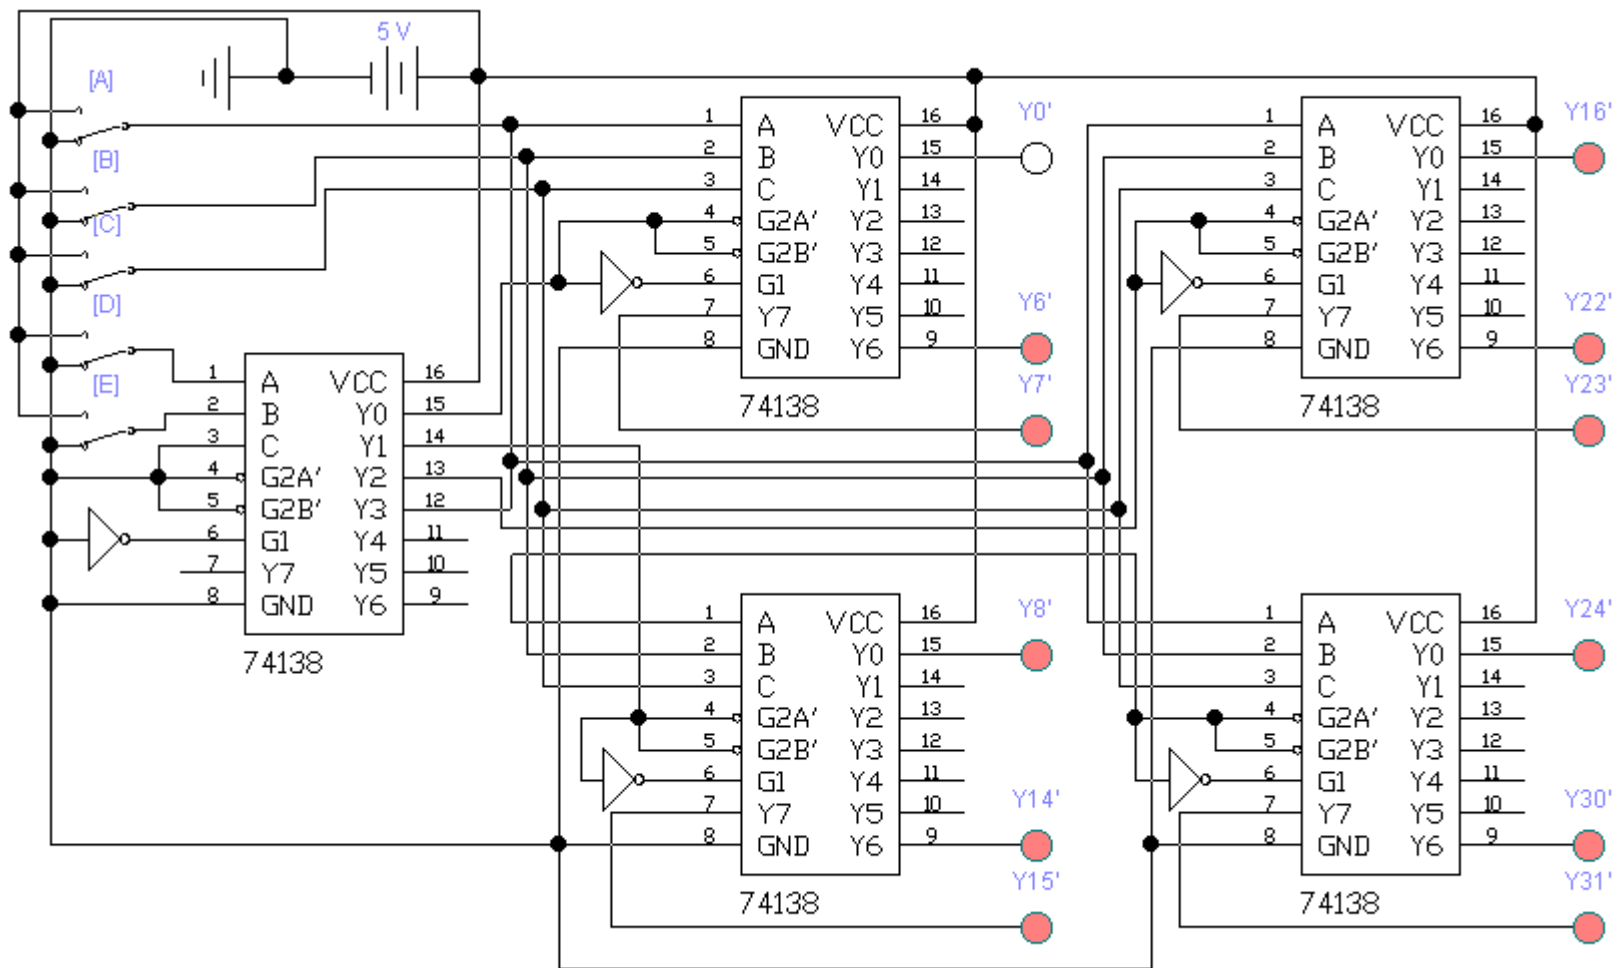 5 V
[A]
[B]
[C]
[D]
[E]
1 A VCC 16
2 B Y0 15
3 C Y1 14
4 G2A' Y2 13
5 G2B' Y3 12
6 G1 Y4 11
7 Y7 Y5 10
8 GND Y6 9
74138
Y0'
Y6'
Y7'
1 A VCC 16
2 B Y0 15
3 C Y1 14
4 G2A' Y2 13
5 G2B' Y3 12
6 G1 Y4 11
7 Y7 Y5 10
8 GND Y6 9
74138
Y16'
Y22'
Y23'
1 A VCC 16
2 B Y0 15
3 C Y1 14
4 G2A' Y2 13
5 G2B' Y3 12
6 G1 Y4 11
7 Y7 Y5 10
8 GND Y6 9
74138
1 A VCC 16
2 B Y0 15
3 C Y1 14
4 G2A' Y2 13
5 G2B' Y3 12
6 G1 Y4 11
7 Y7 Y5 10
8 GND Y6 9
74138
Y8'
Y14'
Y15'
1 A VCC 16
2 B Y0 15
3 C Y1 14
4 G2A' Y2 13
5 G2B' Y3 12
6 G1 Y4 11
7 Y7 Y5 10
8 GND Y6 9
74138
Y24'
Y30'
Y31'